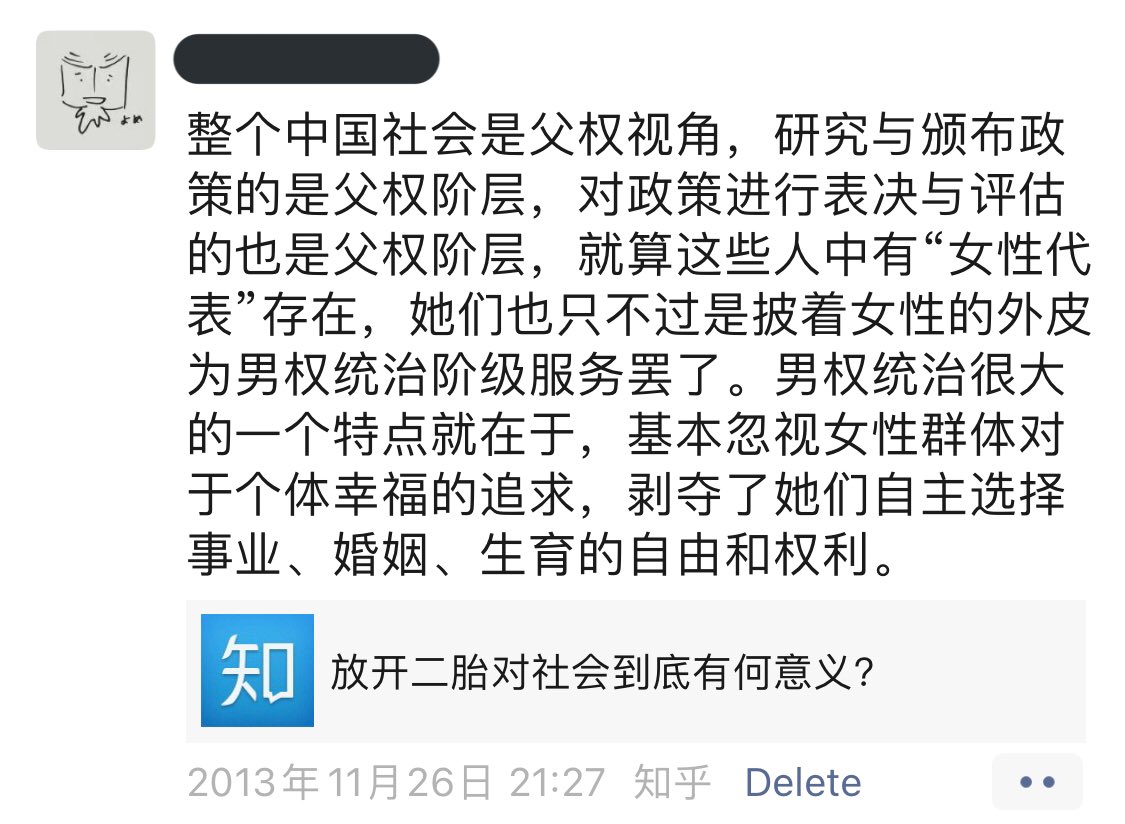 整个中国社会是父权视角，研究与颁布政
策的是父权阶层，对政策进行表决与评估
的也是父权阶层，就算这些人中有“女性代
表”存在，她们也只不过是披着女性的外皮
为男权统治阶级服务罢了。男权统治很大
的一个特点就在于，基本忽视女性群体对
于个体幸福的追求，剥夺了她们自主选择
事业、婚姻、生育的自由和权利。
知
放开二胎对社会到底有何意义?
2013年11月26日 21:27 知乎 Delete